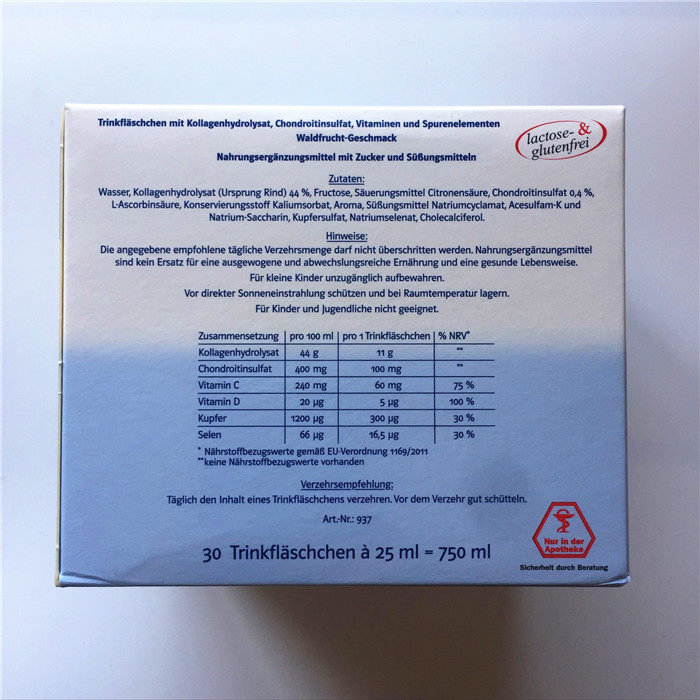 Trinkfläschchen mit Kollagenhydrolysat, Chondroitinsulfat, Vitaminen und Spurenelementen
Waldfrucht-Geschmack
lactose- &
glutenfrei
Nahrungsergänzungsmittel mit Zucker und Süßungsmitteln
Zutaten:
Wasser, Kollagenhydrolysat (Ursprung Rind) 44 %, Fructose, Säuerungsmittel Citronensäure, Chondroitinsulfat 0,4 %,
L-Ascorbinsäure, Konservierungsstoff Kaliumsorbat, Aroma, Süßungsmittel Natriumcyclamat, Acesulfam-K und
Natrium-Saccharin, Kupfersulfat, Natriumselenat, Cholecalciferol.
Hinweise:
Die angegebene empfohlene tägliche Verzehrsmenge darf nicht überschritten werden. Nahrungsergänzungsmittel
sind kein Ersatz für eine ausgewogene und abwechslungsreiche Ernährung und eine gesunde Lebensweise.
Für kleine Kinder unzugänglich aufbewahren.
Vor direkter Sonneneinstrahlung schützen und bei Raumtemperatur lagern.
Für Kinder und Jugendliche nicht geeignet.
Zusammensetzung pro 100 ml pro 1 Trinkfläschchen % NRV*
Kollagenhydrolysat 44 g 11 g **
Chondroitinsulfat 400 mg 100 mg **
Vitamin C 240 mg 60 mg 75 %
Vitamin D 20 µg 5 µg 100 %
Kupfer 1200 µg 300 µg 30 %
Selen 66 µg 16,5 µg 30 %
* Nährstoffbezugswerte gemäß EU-Verordnung 1169/2011
**keine Nährstoffbezugswerte vorhanden
Verzehrsempfehlung:
Täglich den Inhalt eines Trinkfläschchens verzehren. Vor dem Verzehr gut schütteln.
Art.-Nr.: 937
30 Trinkfläschchen à 25 ml = 750 ml
Nur in der
Apotheke
Sicherheit durch Beratung